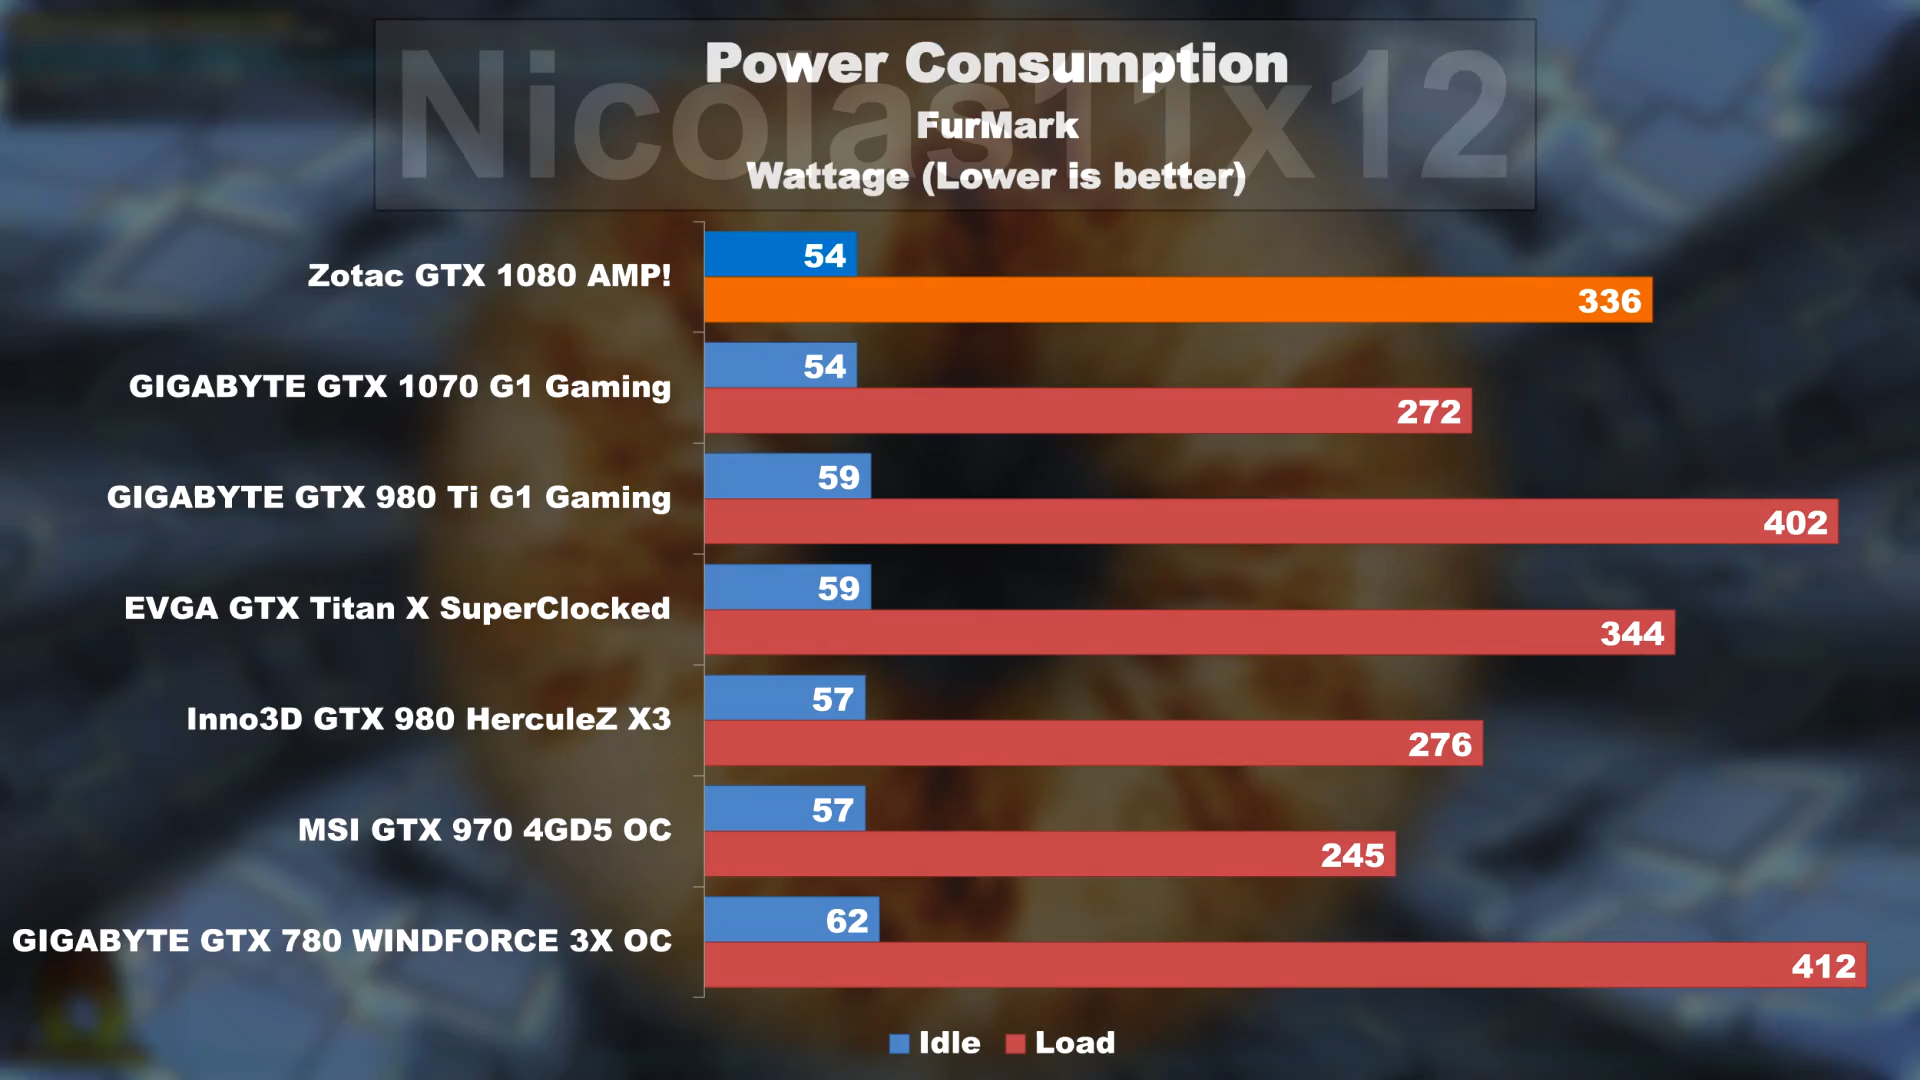 Nicolas11x12
Power Consumption
FurMark
Wattage (Lower is better)
Zotac GTX 1080 AMP!
54
336
GIGABYTE GTX 1070 G1 Gaming
54
272
GIGABYTE GTX 980 Ti G1 Gaming
59
402
EVGA GTX Titan X SuperClocked
59
344
Inno3D GTX 980 HerculeZ X3
57
276
MSI GTX 970 4GD5 OC
57
245
GIGABYTE GTX 780 WINDFORCE 3X OC
62
412
Idle Load